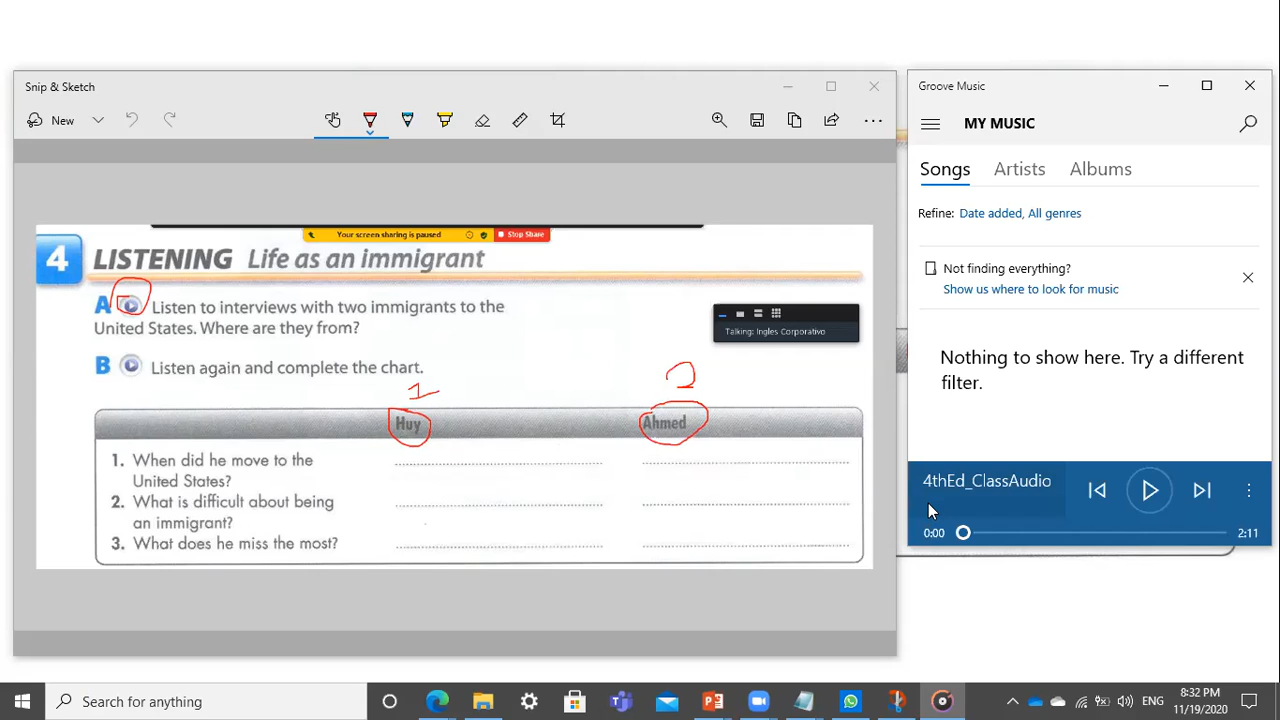 Snip & Sketch
New
4 LISTENING Life as an immigrant
Your screen sharing is paused
Stop Share
A Listen to interviews with two immigrants to the
United States. Where are they from?
Talking: Ingles Corporativo
B Listen again and complete the chart.
1
2
Huy
Ahmed
1. When did he move to the
United States?
2. What is difficult about being
an immigrant?
3. What does he miss the most?
Groove Music
MY MUSIC
Songs Artists Albums
Refine: Date added, All genres
Not finding everything?
Show us where to look for music
Nothing to show here. Try a different
filter.
4thEd_ClassAudio
0:00
2:11
Search for anything
ENG
8:32 PM
11/19/2020